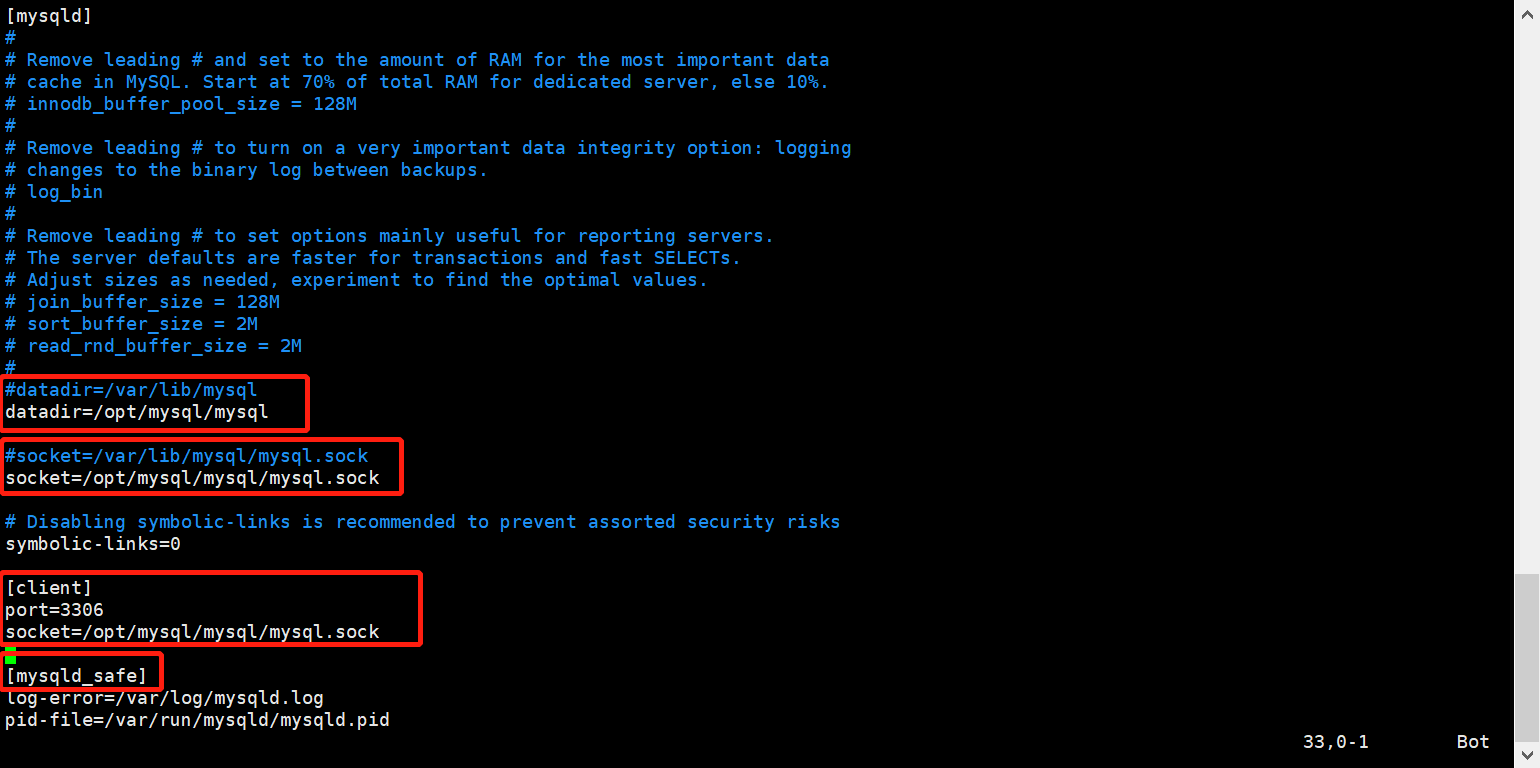 [mysqld]
#
# Remove leading # and set to the amount of RAM for the most important data
# cache in MySQL. Start at 70% of total RAM for dedicated server, else 10%.
# innodb_buffer_pool_size = 128M
#
# Remove leading # to turn on a very important data integrity option: logging
# changes to the binary log between backups.
# log_bin
#
# Remove leading # to set options mainly useful for reporting servers.
# The server defaults are faster for transactions and fast SELECTs.
# Adjust sizes as needed, experiment to find the optimal values.
# join_buffer_size = 128M
# sort_buffer_size = 2M
# read_rnd_buffer_size = 2M
#
#datadir=/var/lib/mysql
datadir=/opt/mysql/mysql
#socket=/var/lib/mysql/mysql.sock
socket=/opt/mysql/mysql/mysql.sock
# Disabling symbolic-links is recommended to prevent assorted security risks
symbolic-links=0
[client]
port=3306
socket=/opt/mysql/mysql/mysql.sock
[mysqld_safe]
log-error=/var/log/mysqld.log
pid-file=/var/run/mysqld/mysqld.pid
33,0-1 Bot